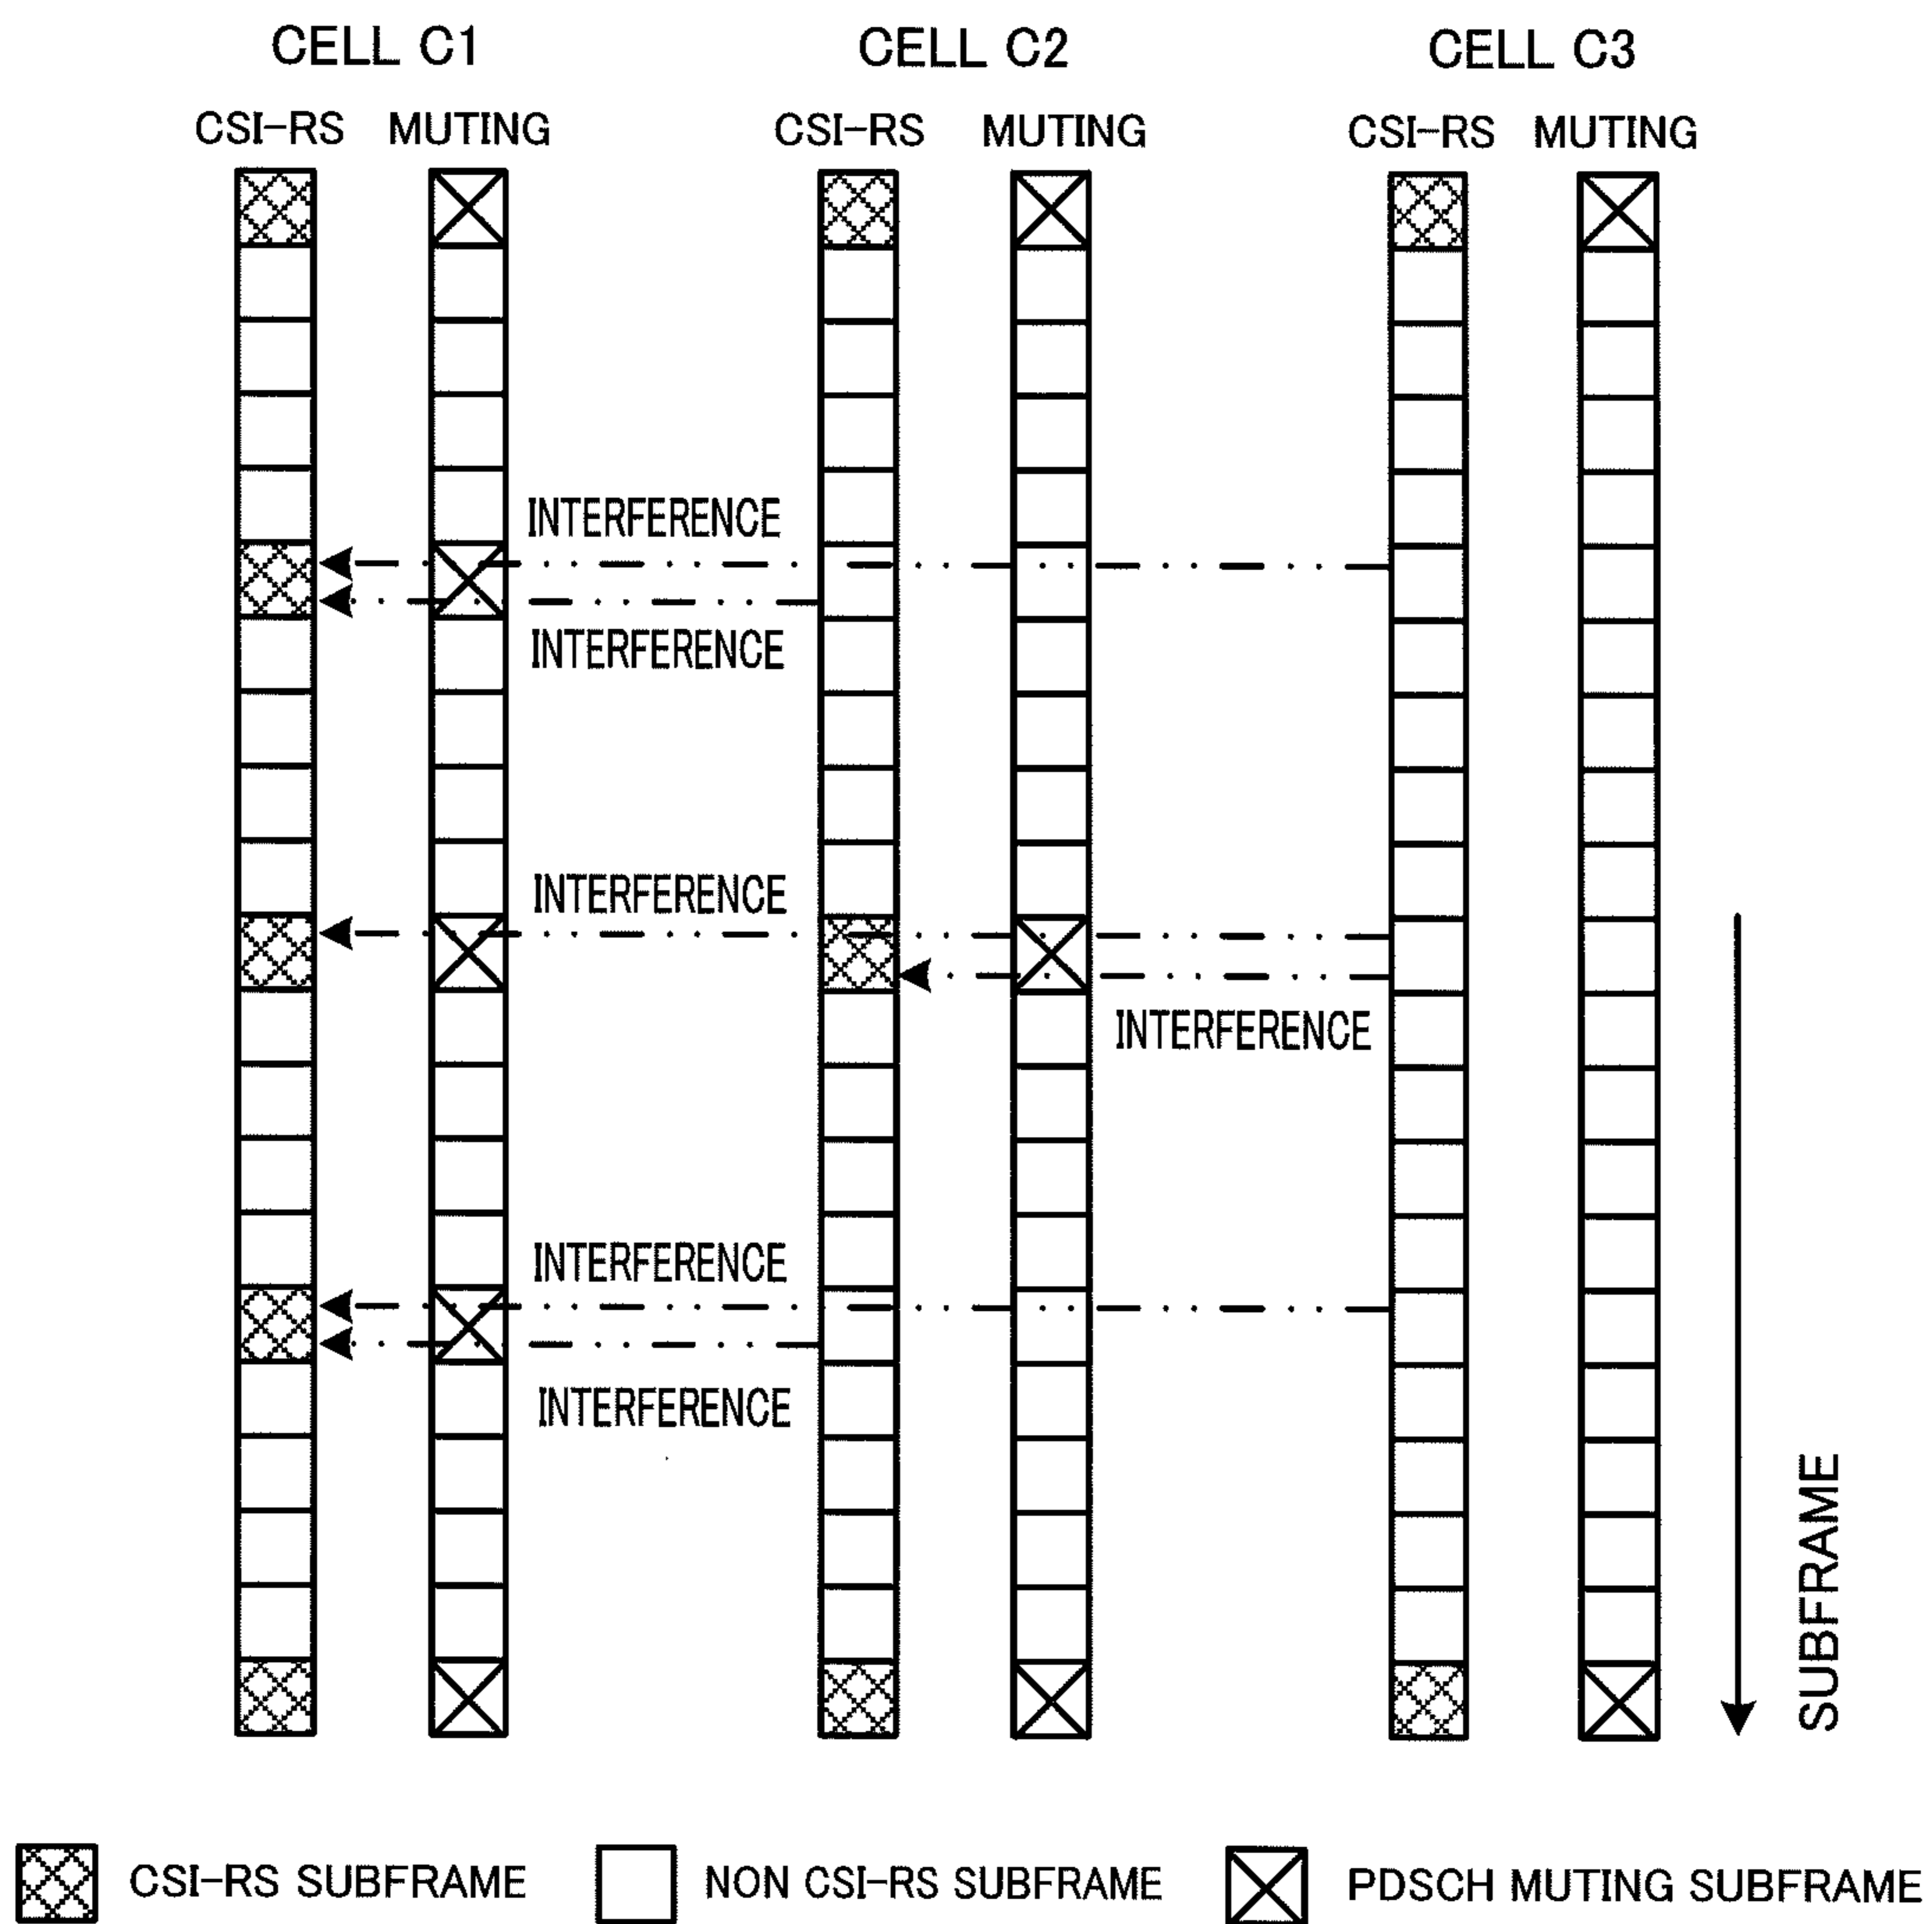 CELL C1
CELL C2
CELL C3
CSI-RS
MUTING
CSI-RS
MUTING
CSI-RS
MUTING
INTERFERENCE
INTERFERENCE
INTERFERENCE
INTERFERENCE
INTERFERENCE
INTERFERENCE
SUBFRAME
CSI-RS SUBFRAME
NON CSI-RS SUBFRAME
PDSCH MUTING SUBFRAME